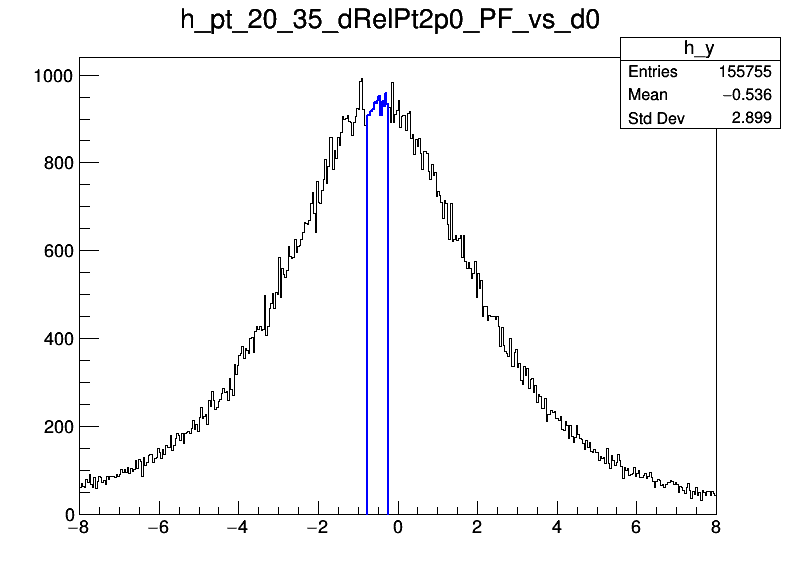 h_pt_20_35_dRelPt2p0_PF_vs_d0
h_y
Entries 155755
Mean −0.536
Std Dev 2.899
1000
800
600
400
200
0
−8 −6 −4 −2 0 2 4 6 8